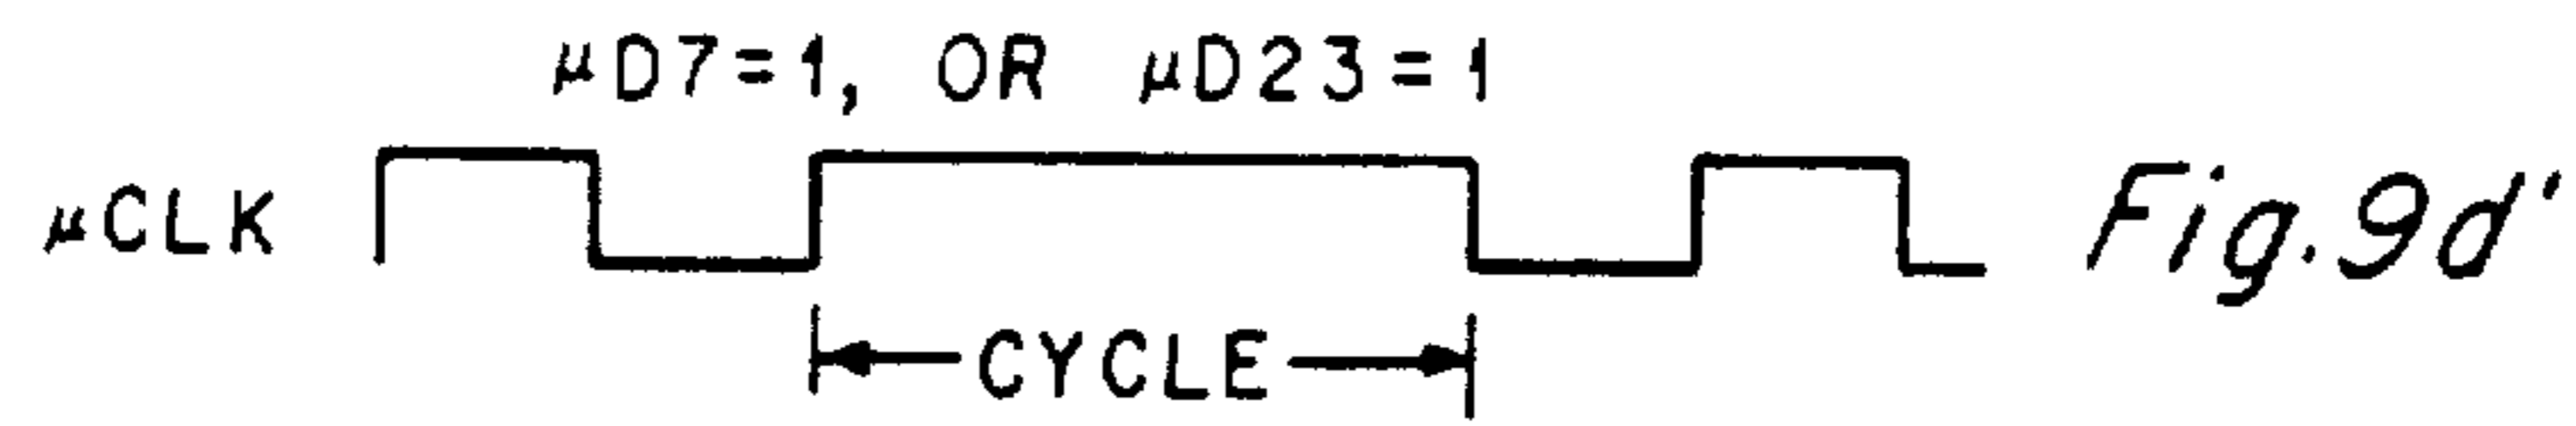 μD7=1, OR μD23=1
μCLK
Fig. 9d'
CYCLE